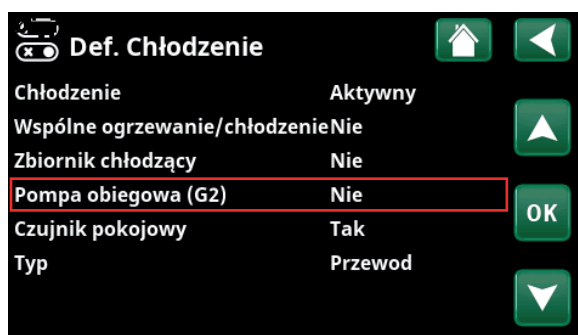 Def. Chłodzenie
Chłodzenie Aktywny
Wspólne ogrzewanie/chłodzenie Nie
Zbiornik chłodzący Nie
Pompa obiegowa (G2) Nie
Czujnik pokojowy Tak
OK
Typ Przewod